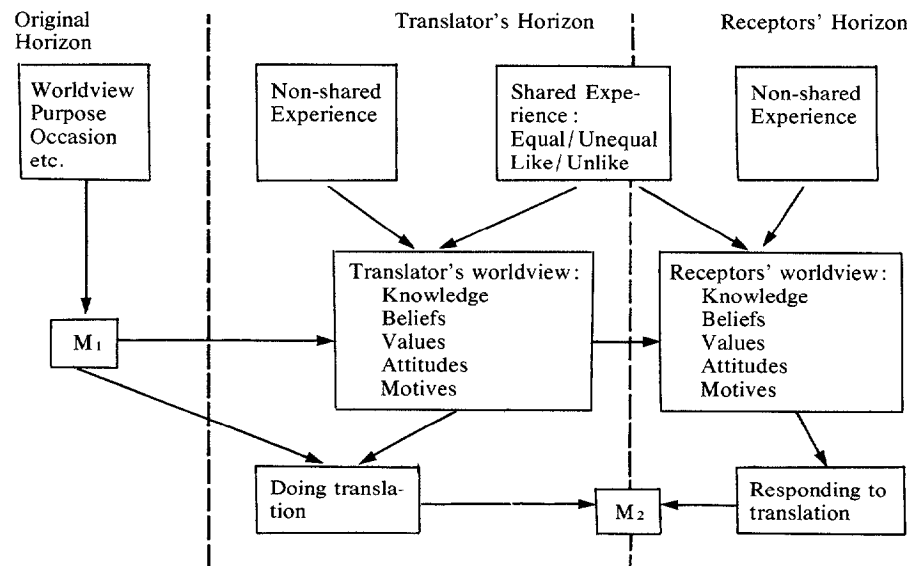 Original
Horizon
Translator's Horizon
Receptors' Horizon
Worldview
Purpose
Occasion
etc.
Non-shared
Experience
Shared Expe-
rience :
Equal/Unequal
Like/Unlike
Non-shared
Experience
Translator's worldview :
Knowledge
Beliefs
Values
Attitudes
Motives
Receptors' worldview :
Knowledge
Beliefs
Values
Attitudes
Motives
M₁
Doing transla-
tion
M₂
Responding to
translation